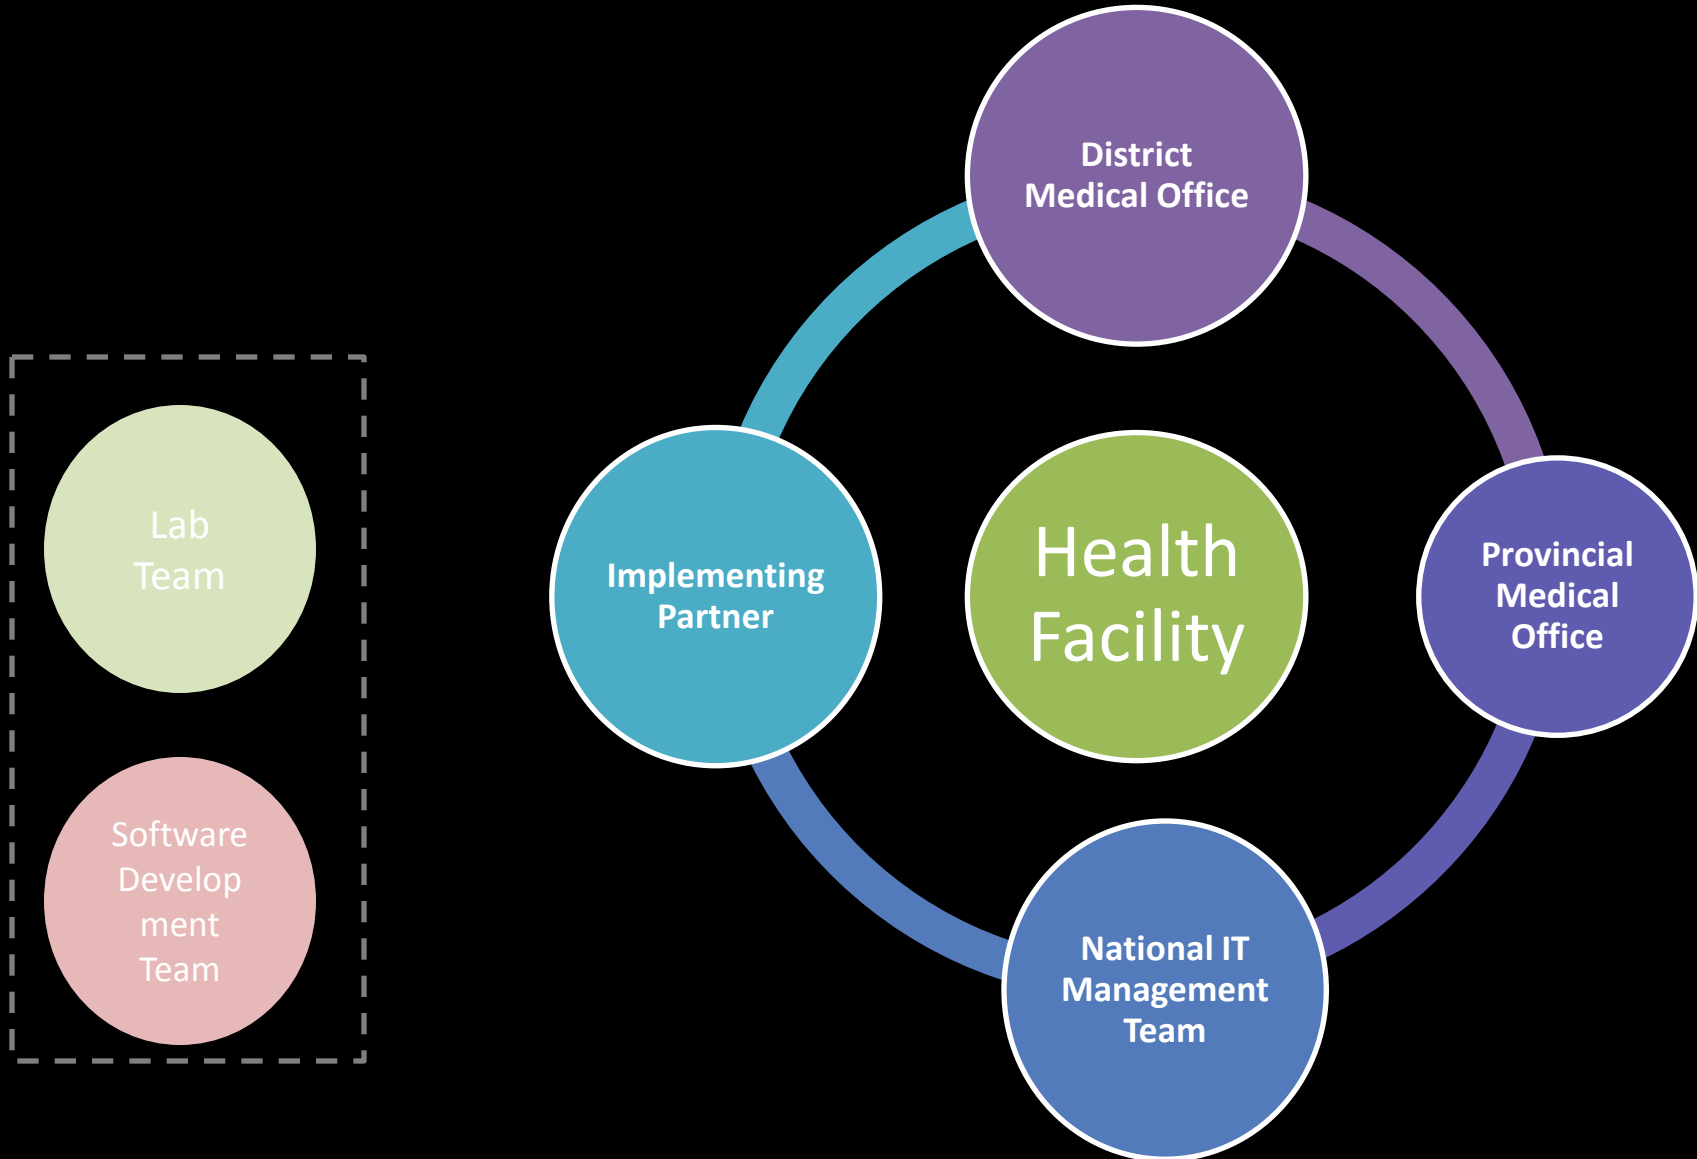 District
Medical Office
Lab
Team
Implementing
Partner
Health
Facility
Provincial
Medical
Office
Software
Develop
ment
Team
National IT
Management
Team